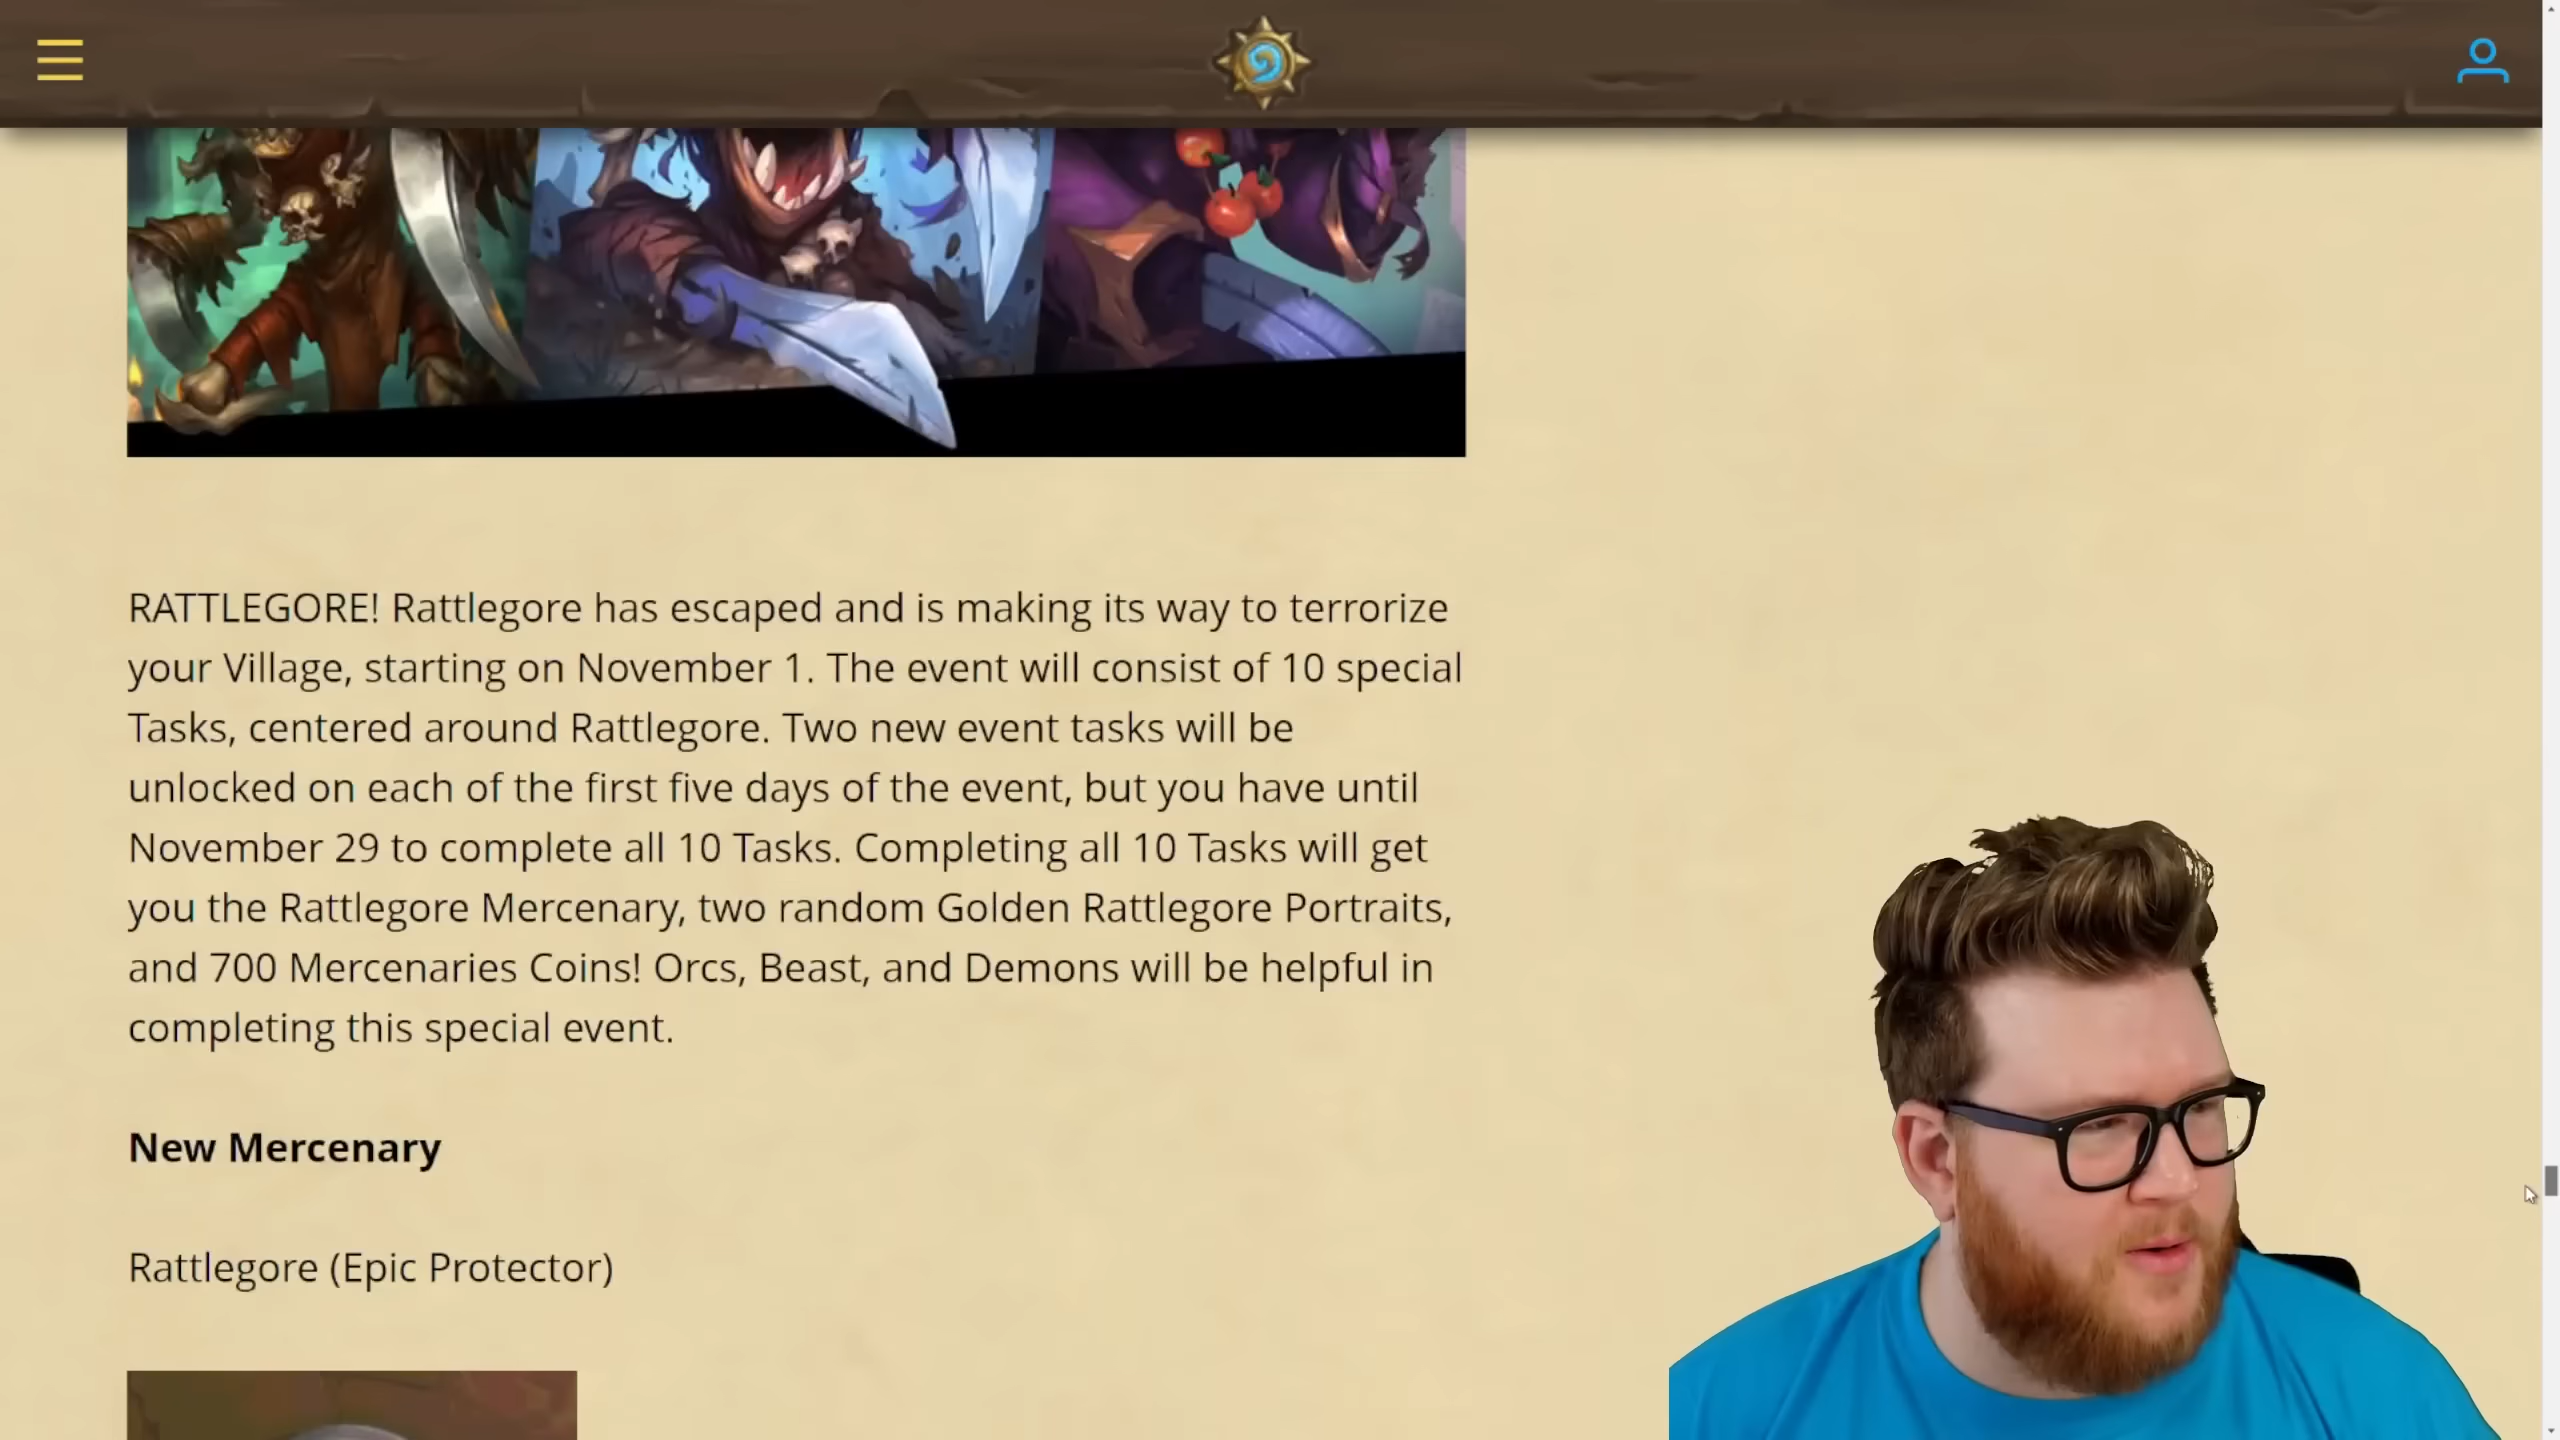 RATTLEGORE! Rattlegore has escaped and is making its way to terrorize
your Village, starting on November 1. The event will consist of 10 special
Tasks, centered around Rattlegore. Two new event tasks will be
unlocked on each of the first five days of the event, but you have until
November 29 to complete all 10 Tasks. Completing all 10 Tasks will get
you the Rattlegore Mercenary, two random Golden Rattlegore Portraits,
and 700 Mercenaries Coins! Orcs, Beast, and Demons will be helpful in
completing this special event.
New Mercenary
Rattlegore (Epic Protector)